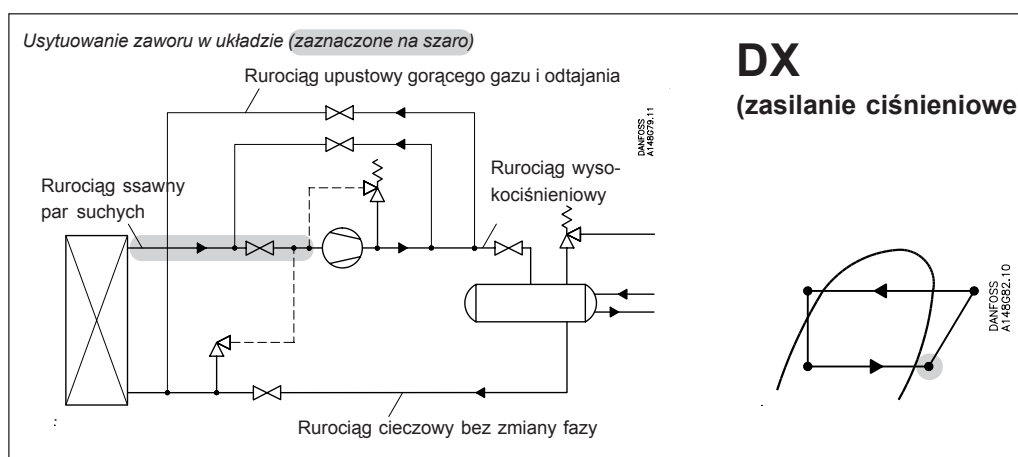 Usytuowanie zaworu w układzie (zaznaczone na szaro)
Rurociąg upustowy gorącego gazu i odtajania
DX
(zasilanie ciśnieniowe
DANFOSS
A148G79.11
Rurociąg ssawny
par suchych
Rurociąg wyso-
kociśnieniowy
DANFOSS
A148G82.10
Rurociąg cieczowy bez zmiany fazy